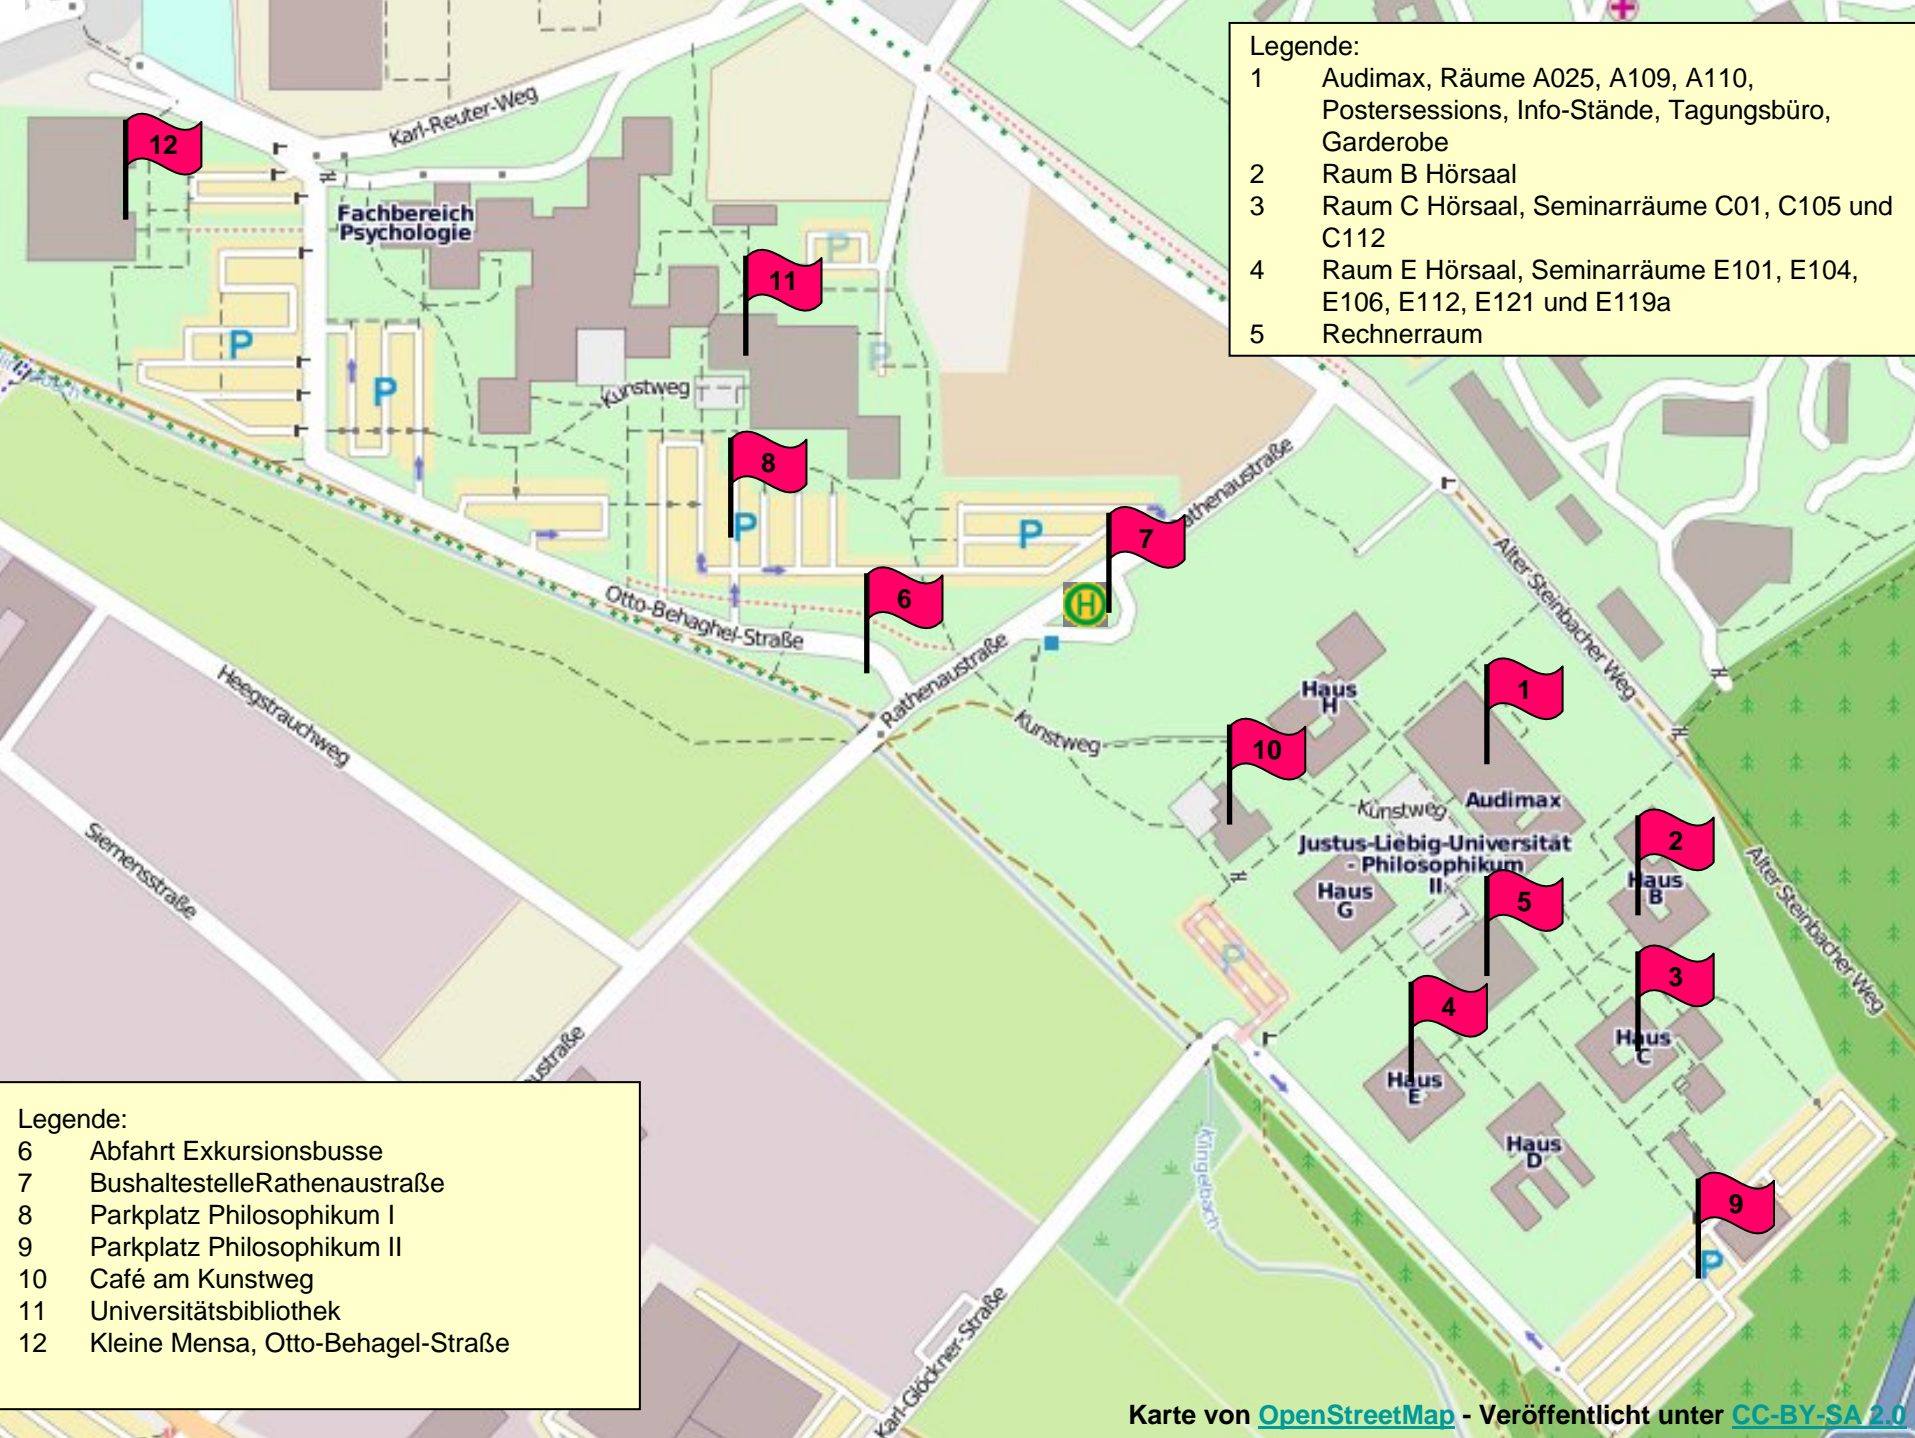 Legende:
1 Audimax, Räume A025, A109, A110,
Postersessions, Info-Stände, Tagungsbüro,
Garderobe
2 Raum B Hörsaal
3 Raum C Hörsaal, Seminarräume C01, C105 und
C112
4 Raum E Hörsaal, Seminarräume E101, E104,
E106, E112, E121 und E119a
5 Rechnerraum
Karl-Reuter-Weg
12
Fachbereich
Psychologie
P
11
P
P
P
Kunstweg
8
P
P
7
Rathenaustraße
H
6
Otto-Behaghel-Straße
Rathenaustraße
Alter Steinbacher Weg
Heegstrauchweg
Kunstweg
Haus
H
1
10
Kunstweg
Audimax
Justus-Liebig-Universität
- Philosophikum
II
2
Haus
B
Haus
G
5
Siemensstraße
Alter Steinbacher Weg
P
3
4
Haus
C
Haus
E
Haus
D
Klingelbach
9
P
Karl-Glöckner-Straße
Legende:
6 Abfahrt Exkursionsbusse
7 BushaltestelleRathenaustraße
8 Parkplatz Philosophikum I
9 Parkplatz Philosophikum II
10 Café am Kunstweg
11 Universitätsbibliothek
12 Kleine Mensa, Otto-Behagel-Straße
Karte von OpenStreetMap - Veröffentlicht unter CC-BY-SA 2.0